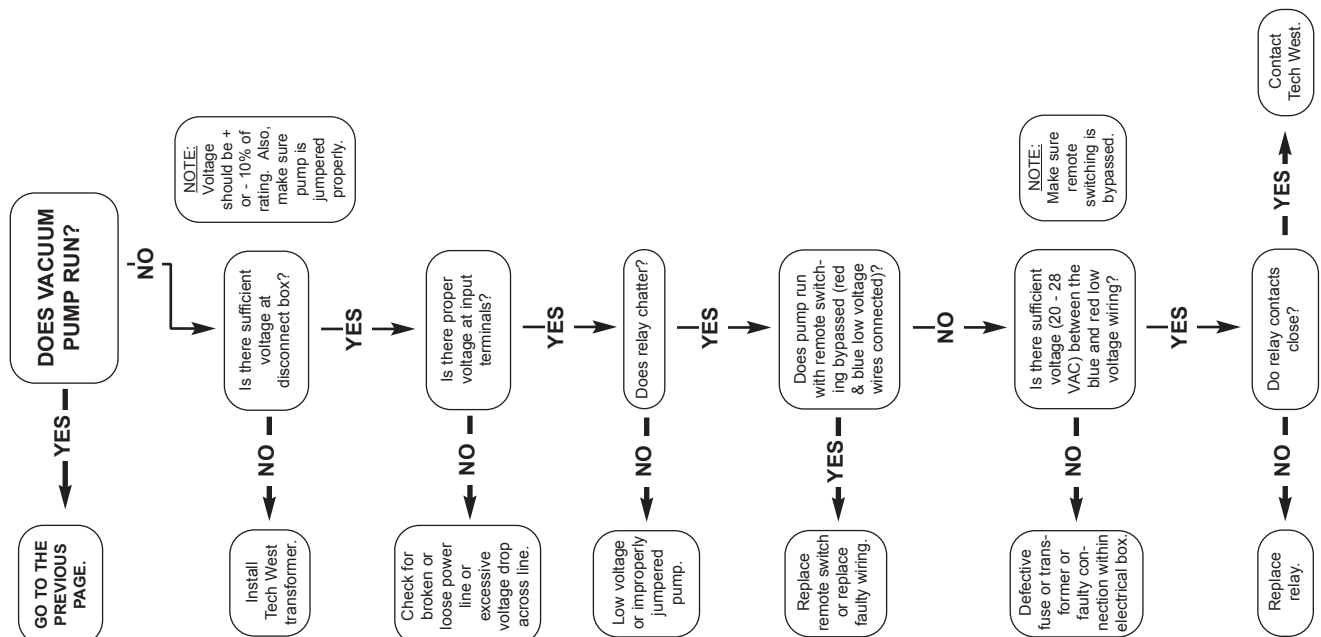 DOES VACUUM
PUMP RUN?
YES
GO TO THE
PREVIOUS
PAGE.
NO
NOTE:
Voltage
should be +
or - 10% of
rating. Also,
make sure
pump is
jumpered
properly.
Is there sufficient
voltage at
disconnect box?
NO
Install
Tech West
transformer.
YES
Is there proper
voltage at input
terminals?
NO
Check for
broken or
loose power
line or
excessive
voltage drop
across line.
YES
Does relay chatter?
NO
Low voltage
or improperly
jumpered
pump.
YES
Does pump run
with remote switch-
ing bypassed (red
& blue low voltage
wires connected)?
YES
Replace
remote switch
or replace
faulty wiring.
NO
NOTE:
Make sure
remote
switching is
bypassed.
Is there sufficient
voltage (20 - 28
VAC) between the
blue and red low
voltage wiring?
NO
Defective
fuse or trans-
former or
faulty con-
nection within
electrical box.
YES
Do relay contacts
close?
NO
Replace
relay.
YES
Contact
Tech West.